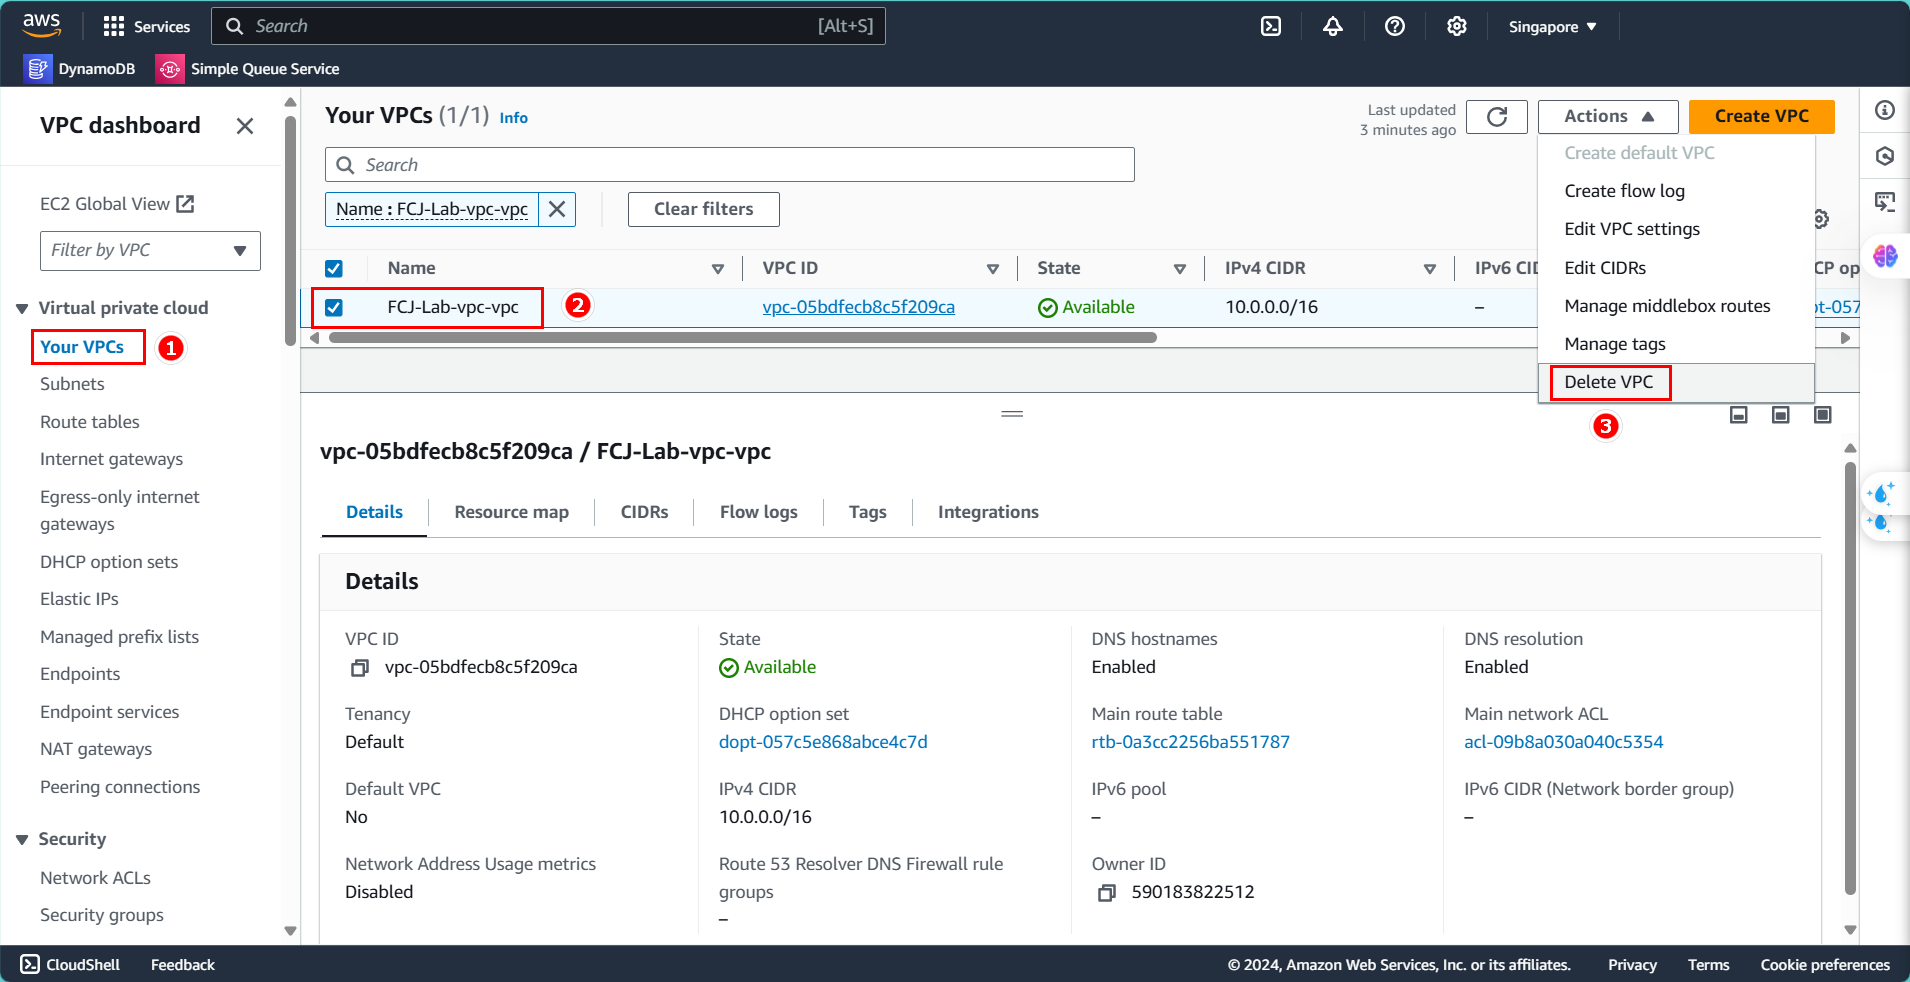 aws
Services
Search
[Alt+S]
Singapore
DynamoDB
Simple Queue Service
VPC dashboard
EC2 Global View
Filter by VPC
Virtual private cloud
Your VPCs
1
Subnets
Route tables
Internet gateways
Egress-only internet
gateways
DHCP option sets
Elastic IPs
Managed prefix lists
Endpoints
Endpoint services
NAT gateways
Peering connections
Security
Network ACLs
Security groups
Your VPCs (1/1) Info
Last updated
3 minutes ago
Actions
Create VPC
Search
Name : FCJ-Lab-vpc-vpc
Clear filters
Create default VPC
Create flow log
Edit VPC settings
Edit CIDRs
Manage middlebox routes
Manage tags
Delete VPC
3
Name
VPC ID
State
IPv4 CIDR
IPv6 CID
CP op
FCJ-Lab-vpc-vpc
2
vpc-05bdfecb8c5f209ca
Available
10.0.0.0/16
–
pt-057
vpc-05bdfecb8c5f209ca / FCJ-Lab-vpc-vpc
Details
Resource map
CIDRs
Flow logs
Tags
Integrations
Details
VPC ID
vpc-05bdfecb8c5f209ca
State
Available
DNS hostnames
Enabled
DNS resolution
Enabled
Tenancy
Default
DHCP option set
dopt-057c5e868abce4c7d
Main route table
rtb-0a3cc2256ba551787
Main network ACL
acl-09b8a030a040c5354
Default VPC
No
IPv4 CIDR
10.0.0.0/16
IPv6 pool
–
IPv6 CIDR (Network border group)
–
Network Address Usage metrics
Disabled
Route 53 Resolver DNS Firewall rule
groups
–
Owner ID
590183822512
CloudShell
Feedback
© 2024, Amazon Web Services, Inc. or its affiliates.
Privacy
Terms
Cookie preferences